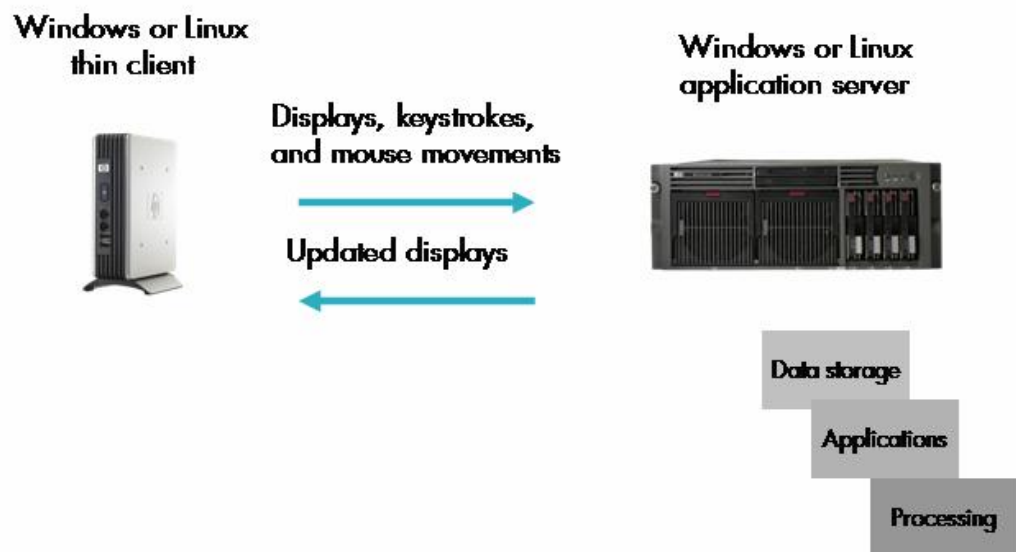 Windows or Linux
thin client
Windows or Linux
application server
Displays, keystrokes,
and mouse movements
Updated displays
Data storage
Applications
Processing